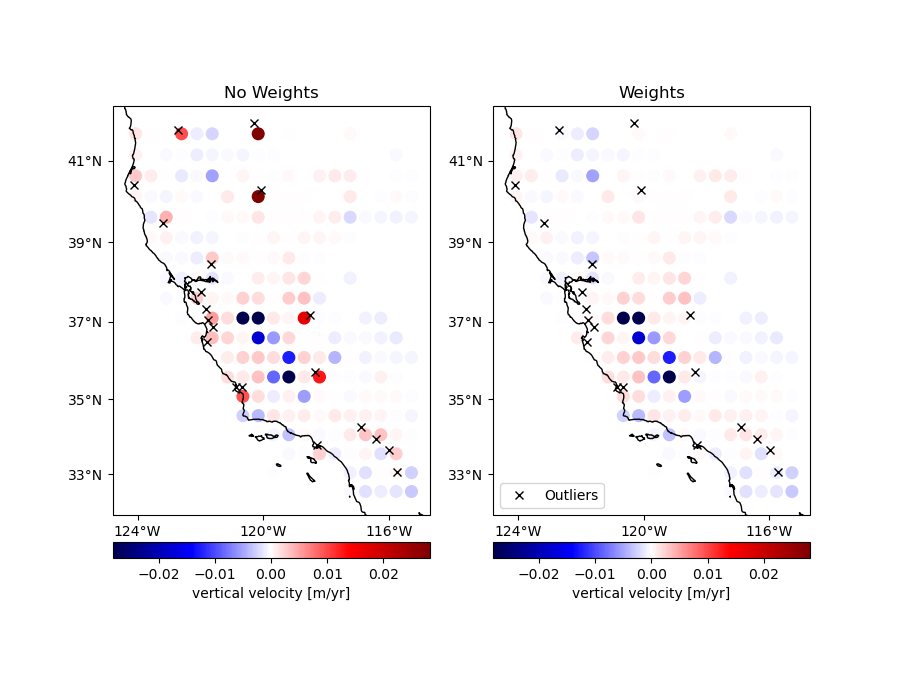 No Weights
Weights
41°N
39°N
37°N
35°N
33°N
124°W 120°W 116°W
−0.02 −0.01 0.00 0.01 0.02
vertical velocity [m/yr]
41°N
39°N
37°N
35°N
33°N
Outliers
124°W 120°W 116°W
−0.02 −0.01 0.00 0.01 0.02
vertical velocity [m/yr]